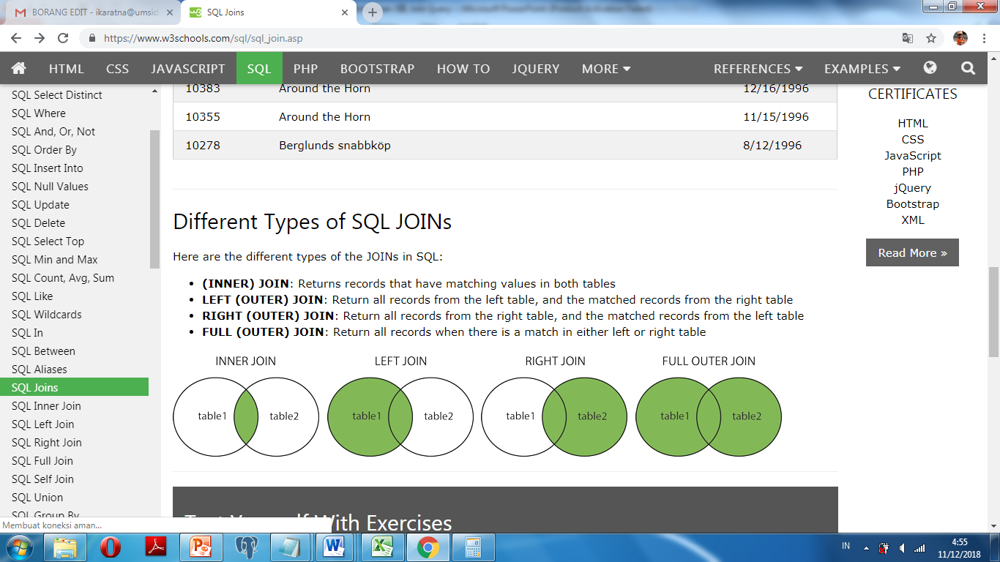 BORANG EDIT - ikaratna@umsid
SQL Joins
https://www.w3schools.com/sql/sql_join.asp
HTML CSS JAVASCRIPT SQL PHP BOOTSTRAP HOW TO JQUERY MORE REFERENCES EXAMPLES
SQL Select Distinct
SQL Where
SQL And, Or, Not
SQL Order By
SQL Insert Into
SQL Null Values
SQL Update
SQL Delete
SQL Select Top
SQL Min and Max
SQL Count, Avg, Sum
SQL Like
SQL Wildcards
SQL In
SQL Between
SQL Aliases
SQL Joins
SQL Inner Join
SQL Left Join
SQL Right Join
SQL Full Join
SQL Self Join
SQL Union
SQL Group By
Membuat koneksi aman...
10383 Around the Horn 12/16/1996
10355 Around the Horn 11/15/1996
10278 Berglunds snabbköp 8/12/1996
Different Types of SQL JOINs
Here are the different types of the JOINs in SQL:
• (INNER) JOIN: Returns records that have matching values in both tables
• LEFT (OUTER) JOIN: Return all records from the left table, and the matched records from the right table
• RIGHT (OUTER) JOIN: Return all records from the right table, and the matched records from the left table
• FULL (OUTER) JOIN: Return all records when there is a match in either left or right table
INNER JOIN LEFT JOIN RIGHT JOIN FULL OUTER JOIN
table1 table2 table1 table2 table1 table2 table1 table2
Test Yourself With Exercises
CERTIFICATES
HTML
CSS
JavaScript
PHP
jQuery
Bootstrap
XML
Read More »
IN
4:55
11/12/2018